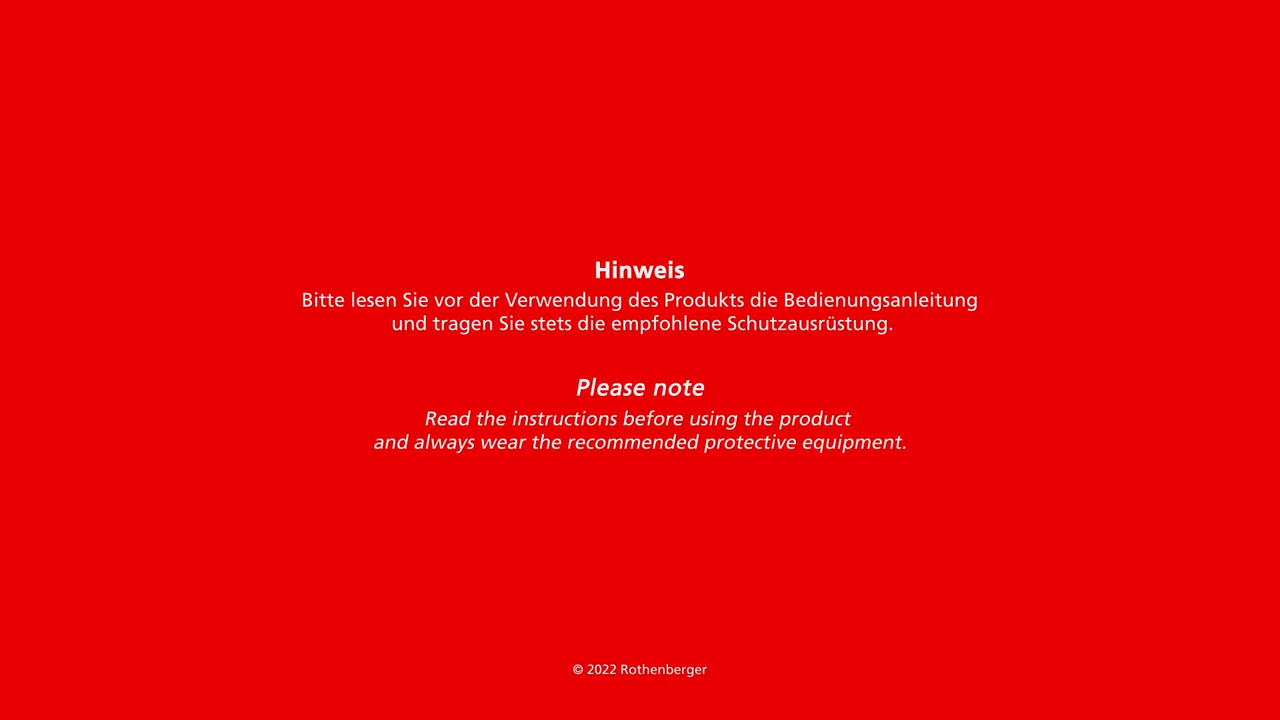 Hinweis
Bitte lesen Sie vor der Verwendung des Produkts die Bedienungsanleitung
und tragen Sie stets die empfohlene Schutzausrüstung.
Please note
Read the instructions before using the product
and always wear the recommended protective equipment.
© 2022 Rothenberger